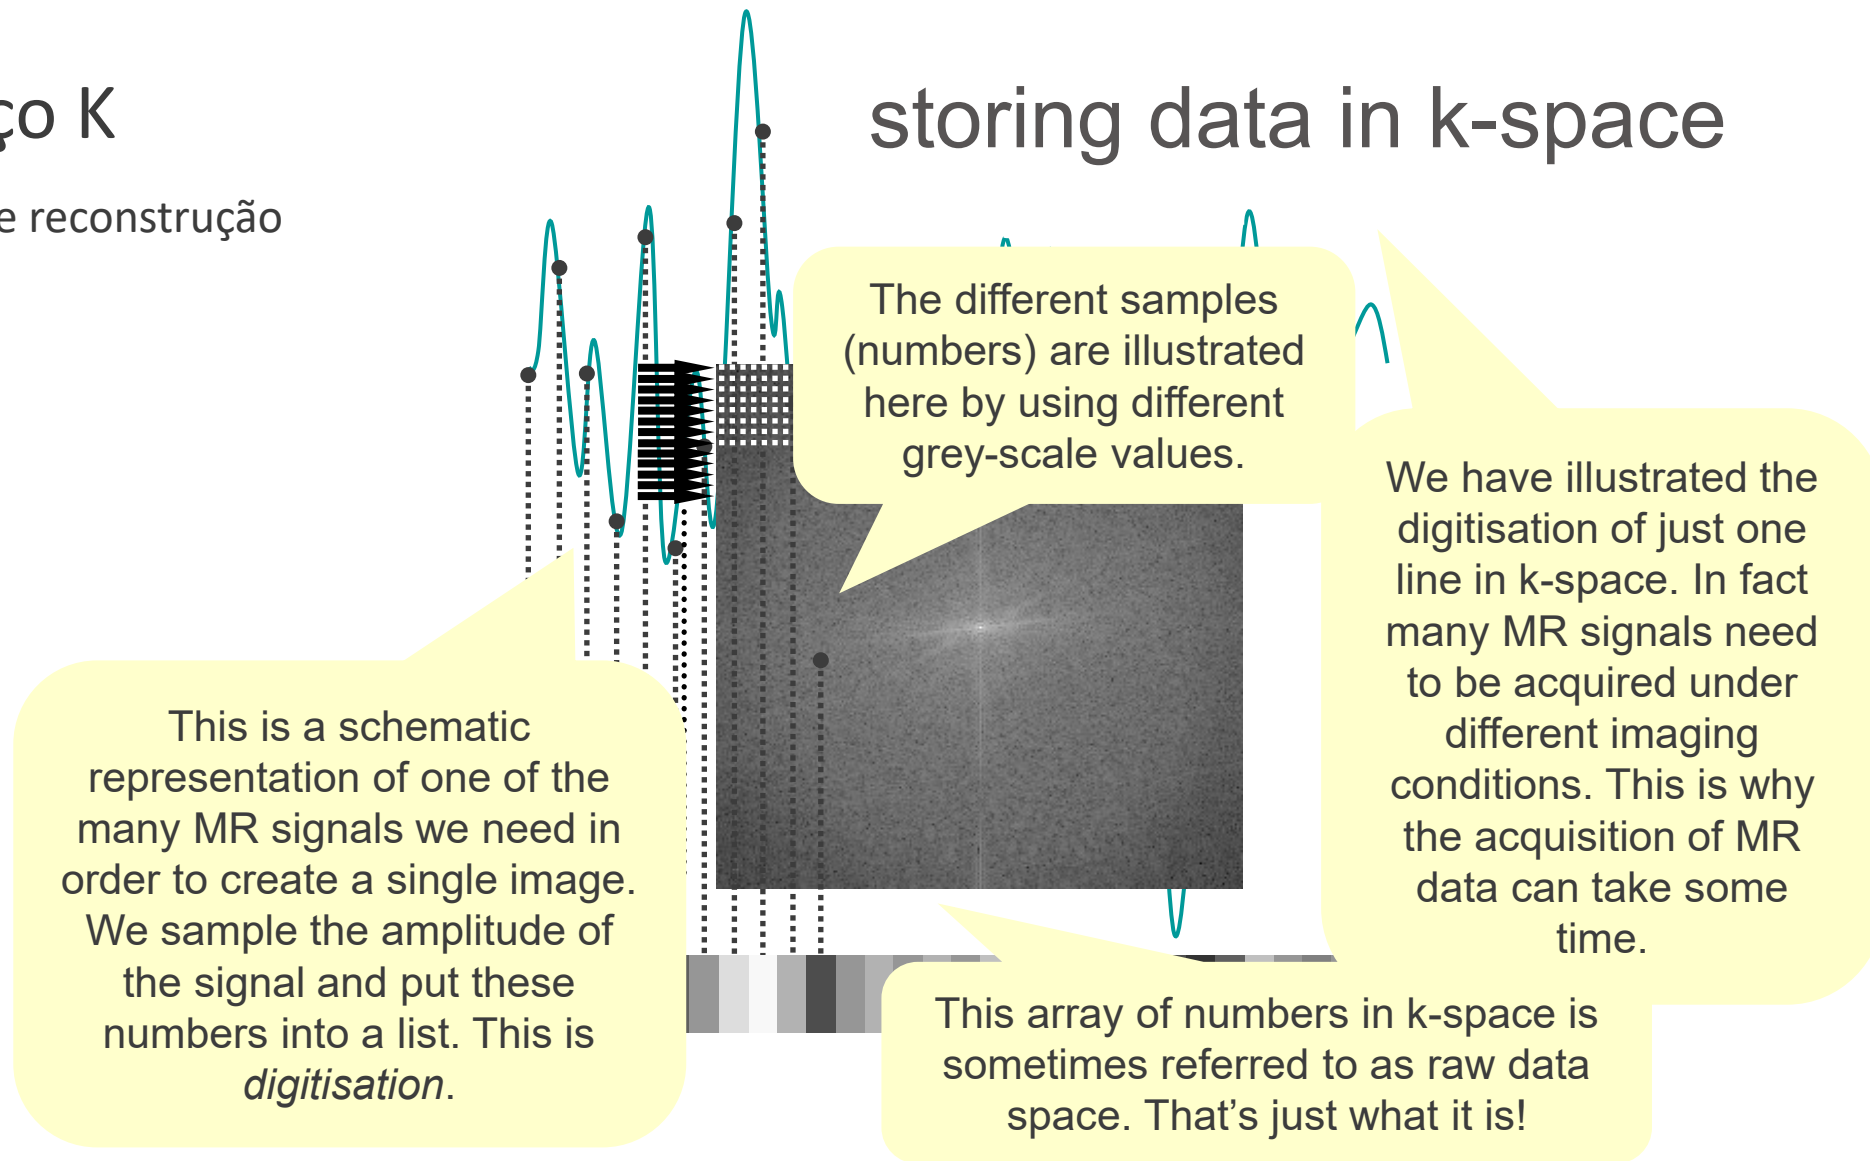 ço K
e reconstrução
storing data in k-space
The different samples
(numbers) are illustrated
here by using different
grey-scale values.
We have illustrated the
digitisation of just one
line in k-space. In fact
many MR signals need
to be acquired under
different imaging
conditions. This is why
the acquisition of MR
data can take some
time.
This is a schematic
representation of one of the
many MR signals we need in
order to create a single image.
We sample the amplitude of
the signal and put these
numbers into a list. This is
digitisation.
This array of numbers in k-space is
sometimes referred to as raw data
space. That’s just what it is!